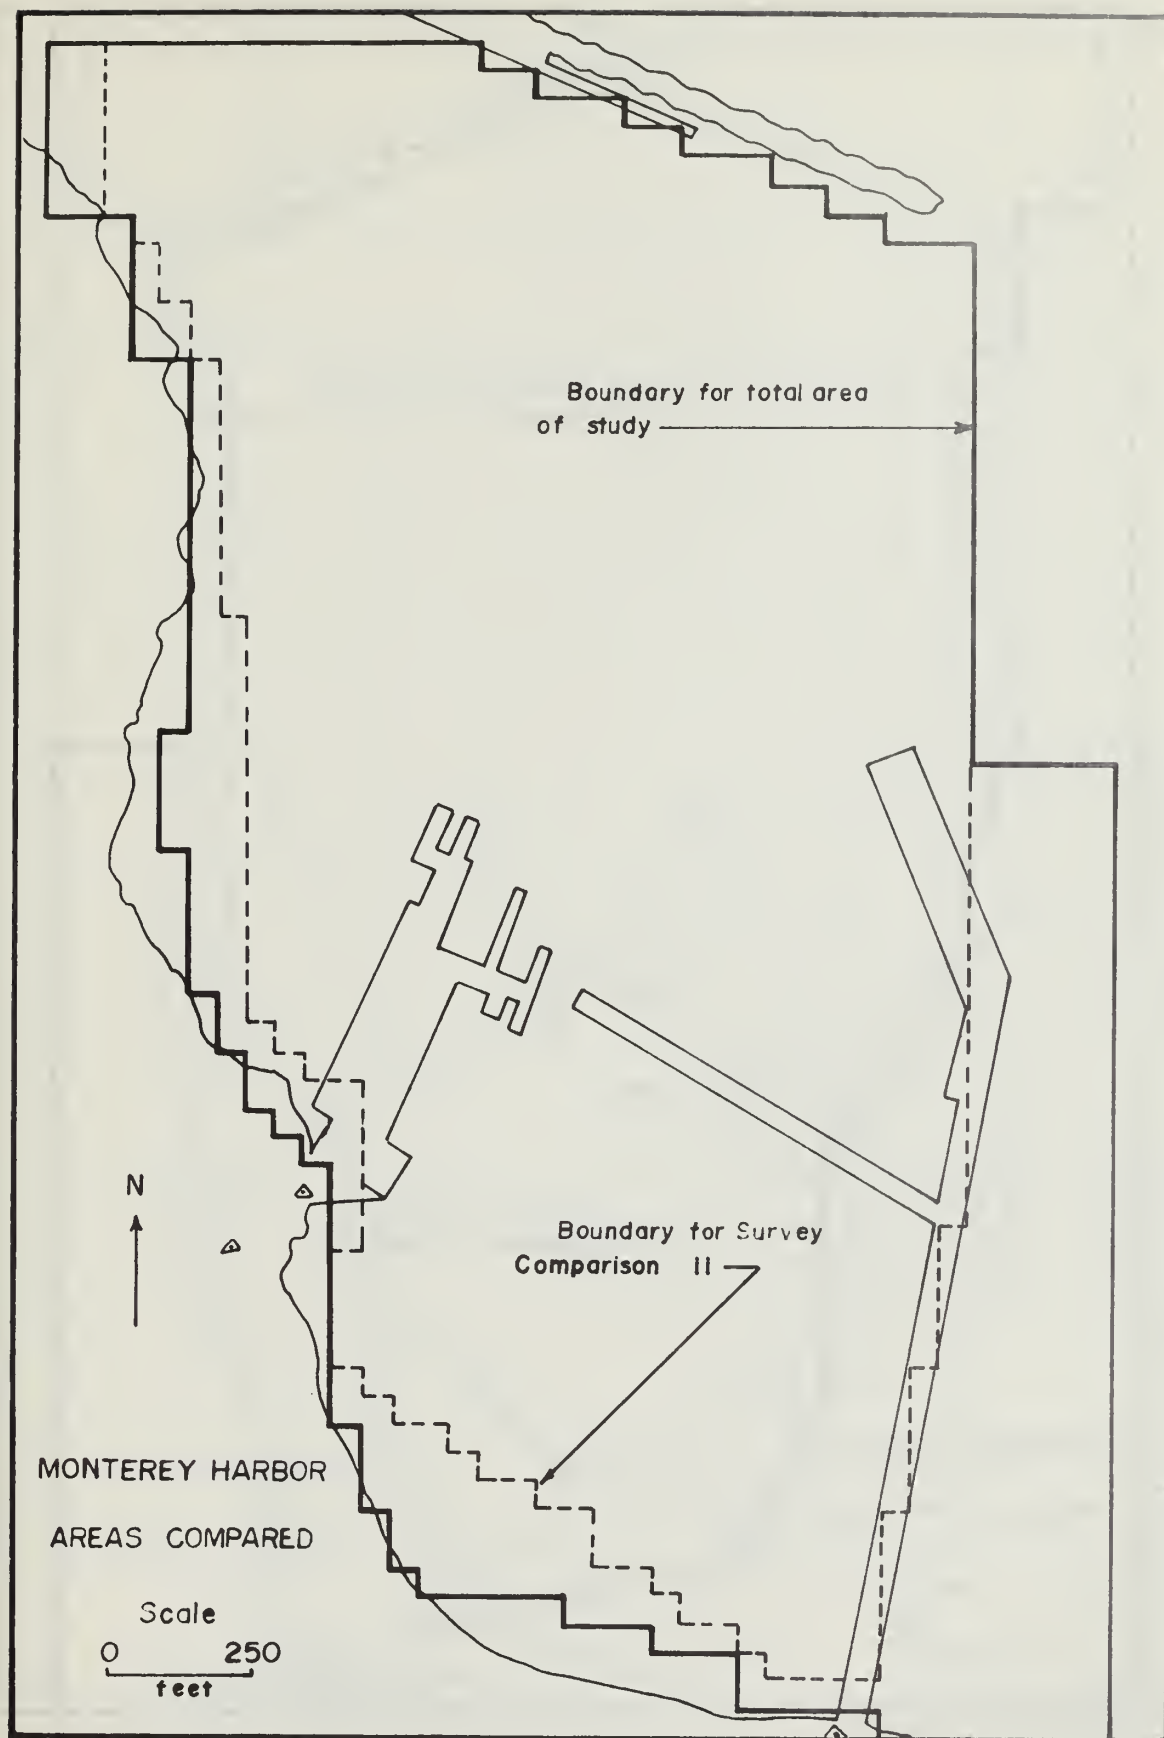 Boundary for total area
of study
N
Boundary for Survey
Comparison II
MONTEREY HARBOR
AREAS COMPARED
Scale
0 250
feet